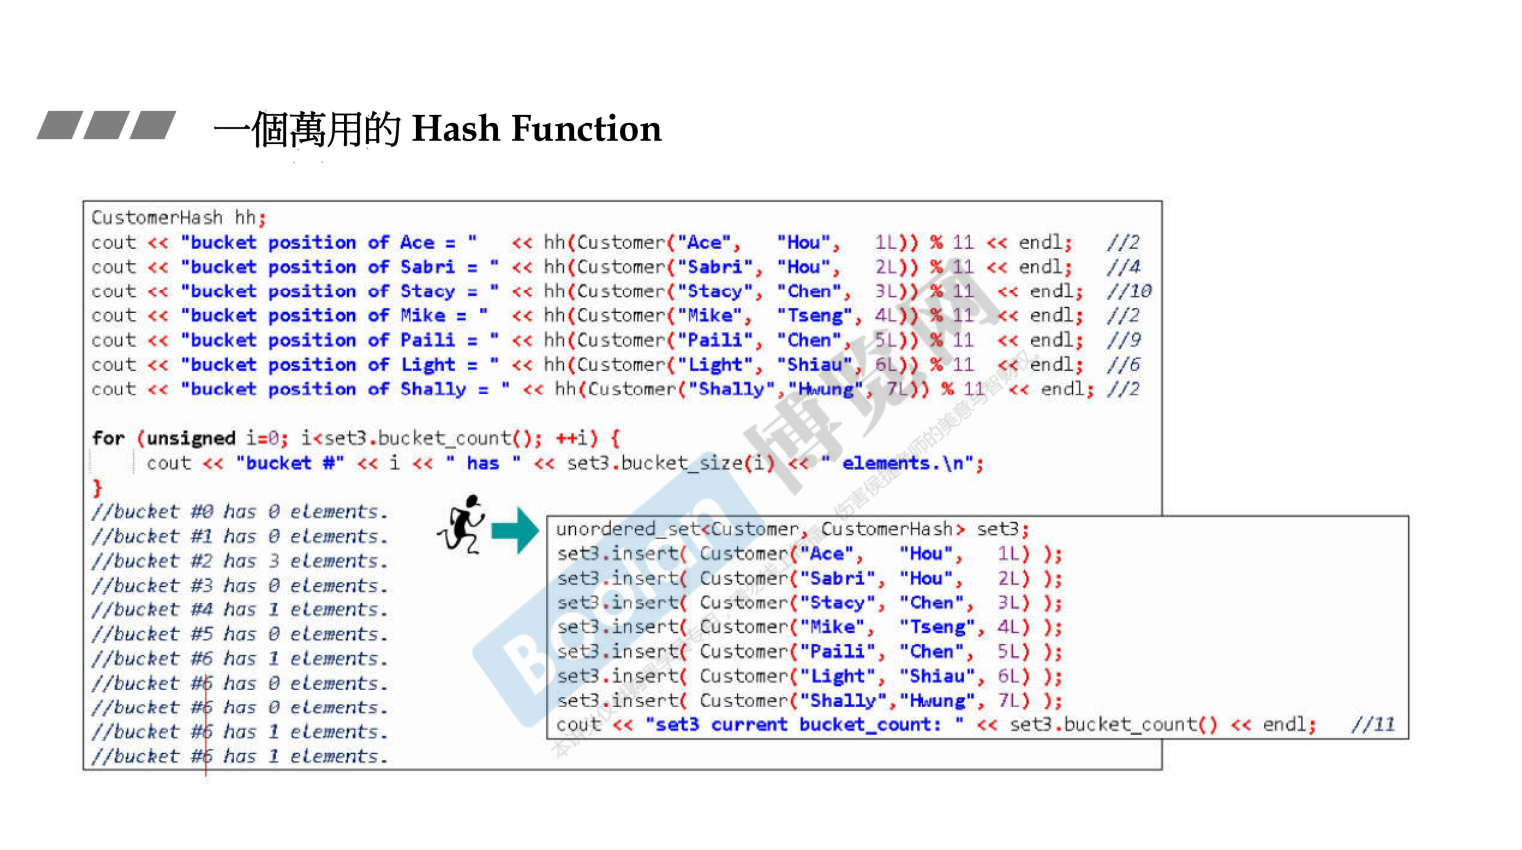 一個萬用的 Hash Function
CustomerHash hh;
cout << "bucket position of Ace = " << hh(Customer("Ace", "Hou", 1L)) % 11 << endl; //2
cout << "bucket position of Sabri = " << hh(Customer("Sabri", "Hou", 2L)) % 11 << endl; //4
cout << "bucket position of Stacy = " << hh(Customer("Stacy", "Chen", 3L)) % 11 << endl; //10
cout << "bucket position of Mike = " << hh(Customer("Mike", "Tseng", 4L)) % 11 << endl; //2
cout << "bucket position of Paili = " << hh(Customer("Paili", "Chen", 5L)) % 11 << endl; //9
cout << "bucket position of Light = " << hh(Customer("Light", "Shiau", 6L)) % 11 << endl; //6
cout << "bucket position of Shally = " << hh(Customer("Shally","Hwung", 7L)) % 11 << endl; //2
for (unsigned i=0; i<set3.bucket_count(); ++i) {
cout << "bucket #" << i << " has " << set3.bucket_size(i) << " elements.\n";
}
//bucket #0 has 0 elements.
//bucket #1 has 0 elements.
//bucket #2 has 3 elements.
//bucket #3 has 0 elements.
//bucket #4 has 1 elements.
//bucket #5 has 0 elements.
//bucket #6 has 1 elements.
//bucket #6 has 0 elements.
//bucket #6 has 0 elements.
//bucket #6 has 1 elements.
//bucket #6 has 1 elements.
unordered_set<Customer, CustomerHash> set3;
set3.insert( Customer("Ace", "Hou", 1L) );
set3.insert( Customer("Sabri", "Hou", 2L) );
set3.insert( Customer("Stacy", "Chen", 3L) );
set3.insert( Customer("Mike", "Tseng", 4L) );
set3.insert( Customer("Paili", "Chen", 5L) );
set3.insert( Customer("Light", "Shiau", 6L) );
set3.insert( Customer("Shally","Hwung", 7L) );
cout << "set3 current bucket_count: " << set3.bucket_count() << endl; //11
Boolan 博览网